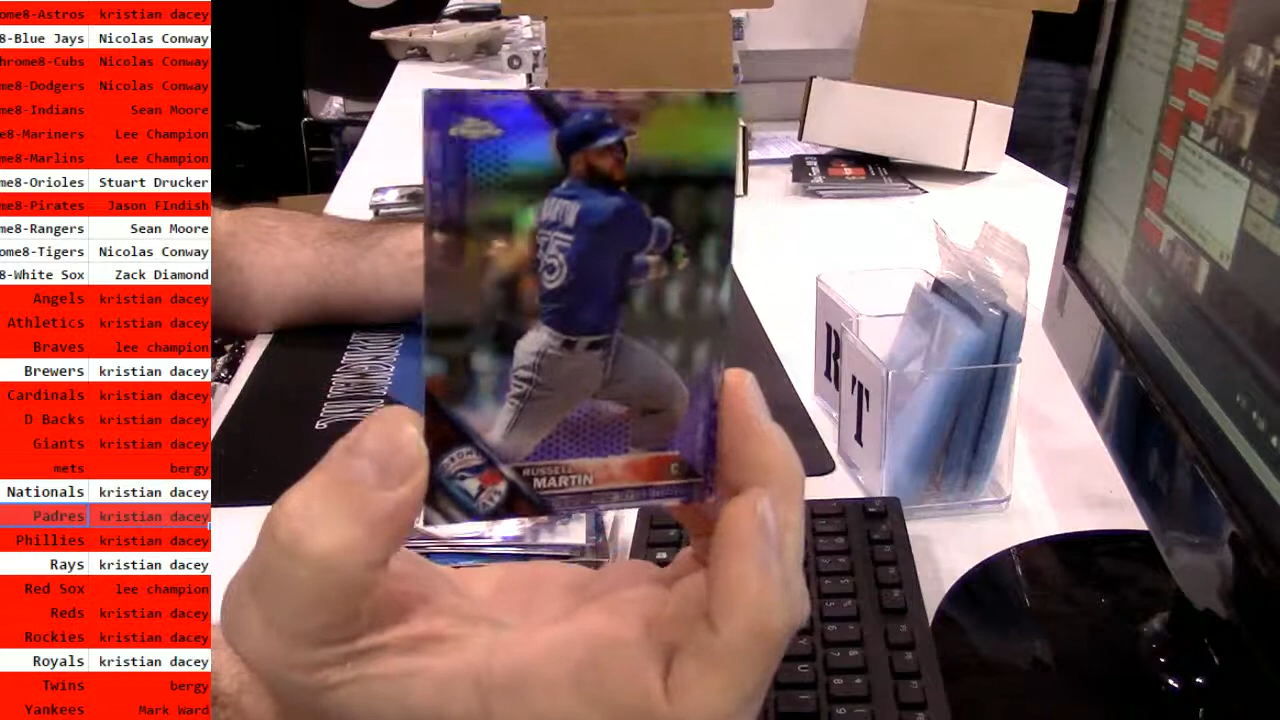 ome8-Astros kristian dacey
8-Blue Jays Nicolas Conway
hrome8-Cubs Nicolas Conway
me8-Dodgers Nicolas Conway
me8-Indians Sean Moore
me8-Mariners Lee Champion
me8-Marlins Lee Champion
me8-Orioles Stuart Drucker
me8-Pirates Jason FIndish
me8-Rangers Sean Moore
ome8-Tigers Nicolas Conway
8-White Sox Zack Diamond
Angels kristian dacey
Athletics kristian dacey
Braves lee champion
Brewers kristian dacey
Cardinals kristian dacey
D Backs kristian dacey
Giants kristian dacey
mets bergy
Nationals kristian dacey
Padres kristian dacey
Phillies kristian dacey
Rays kristian dacey
Red Sox lee champion
Reds kristian dacey
Rockies kristian dacey
Royals kristian dacey
Twins bergy
Yankees Mark Ward
55
RUSSELL
MARTIN
C
R
T